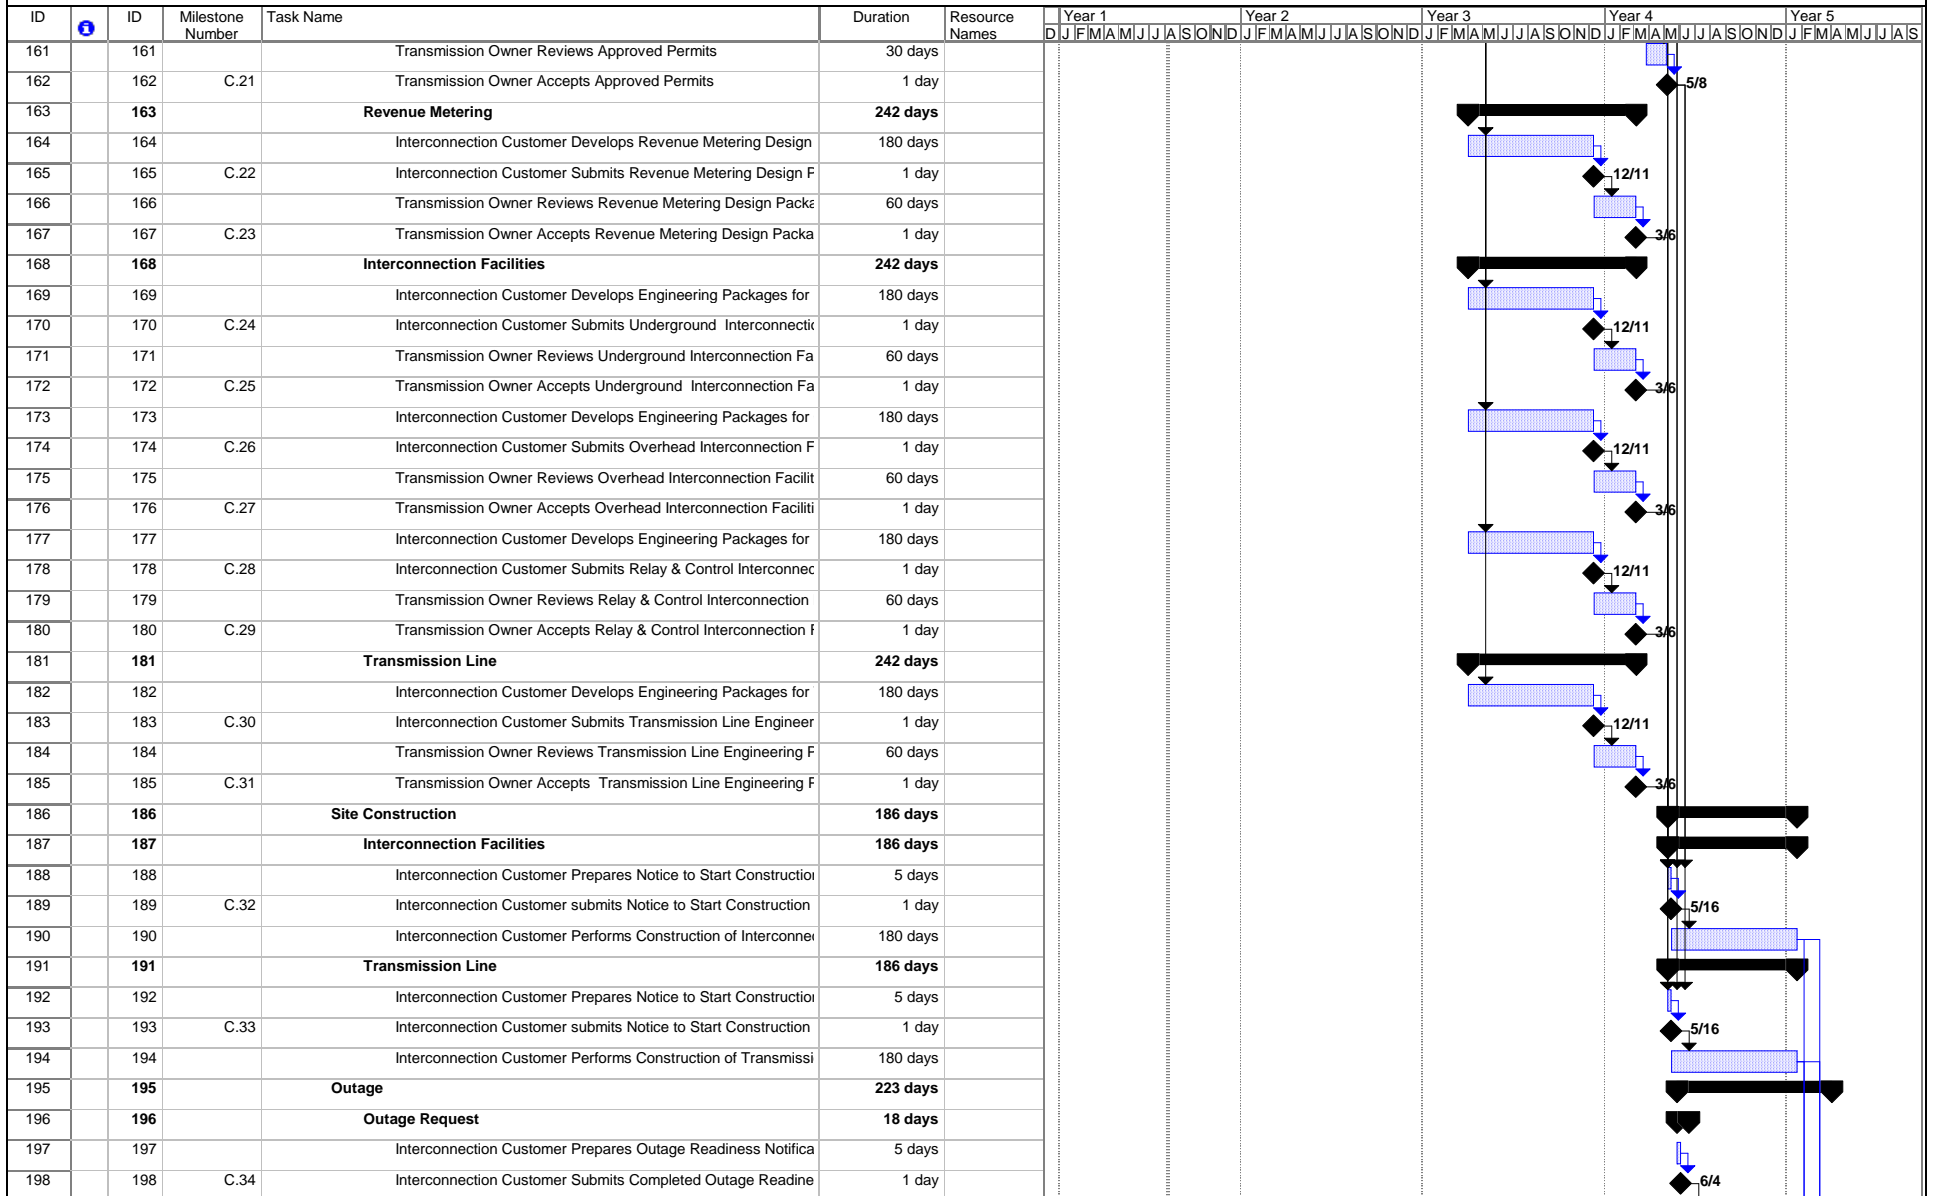 ID ID Milestone Number Task Name Duration Resource Names Year 1 Year 2 Year 3 Year 4 Year 5
D J F M A M J J A S O N D J F M A M J J A S O N D J F M A M J J A S O N D J F M A M J J A S O N D J F M A M J J A S
161 161 Transmission Owner Reviews Approved Permits 30 days
162 162 C.21 Transmission Owner Accepts Approved Permits 1 day 5/8
163 163 Revenue Metering 242 days
164 164 Interconnection Customer Develops Revenue Metering Design 180 days
165 165 C.22 Interconnection Customer Submits Revenue Metering Design 1 day 12/11
166 166 Transmission Owner Reviews Revenue Metering Design Packa 60 days
167 167 C.23 Transmission Owner Accepts Revenue Metering Design Packa 1 day 3/6
168 168 Interconnection Facilities 242 days
169 169 Interconnection Customer Develops Engineering Packages for 180 days
170 170 C.24 Interconnection Customer Submits Underground Interconnecti 1 day 12/11
171 171 Transmission Owner Reviews Underground Interconnection Fa 60 days
172 172 C.25 Transmission Owner Accepts Underground Interconnection Fa 1 day 3/6
173 173 Interconnection Customer Develops Engineering Packages for 180 days
174 174 C.26 Interconnection Customer Submits Overhead Interconnection F 1 day 12/11
175 175 Transmission Owner Reviews Overhead Interconnection Facilit 60 days
176 176 C.27 Transmission Owner Accepts Overhead Interconnection Faciliti 1 day 3/6
177 177 Interconnection Customer Develops Engineering Packages for 180 days
178 178 C.28 Interconnection Customer Submits Relay & Control Interconnec 1 day 12/11
179 179 Transmission Owner Reviews Relay & Control Interconnection 60 days
180 180 C.29 Transmission Owner Accepts Relay & Control Interconnection 1 day 3/6
181 181 Transmission Line 242 days
182 182 Interconnection Customer Develops Engineering Packages for 180 days
183 183 C.30 Interconnection Customer Submits Transmission Line Engineer 1 day 12/11
184 184 Transmission Owner Reviews Transmission Line Engineering 60 days
185 185 C.31 Transmission Owner Accepts Transmission Line Engineering 1 day 3/6
186 186 Site Construction 186 days
187 187 Interconnection Facilities 186 days
188 188 Interconnection Customer Prepares Notice to Start Construction 5 days
189 189 C.32 Interconnection Customer submits Notice to Start Construction 1 day 5/16
190 190 Interconnection Customer Performs Construction of Interconne 180 days
191 191 Transmission Line 186 days
192 192 Interconnection Customer Prepares Notice to Start Construction 5 days
193 193 C.33 Interconnection Customer submits Notice to Start Construction 1 day 5/16
194 194 Interconnection Customer Performs Construction of Transmissi 180 days
195 195 Outage 223 days
196 196 Outage Request 18 days
197 197 Interconnection Customer Prepares Outage Readiness Notifica 5 days
198 198 C.34 Interconnection Customer Submits Completed Outage Readine 1 day 6/4